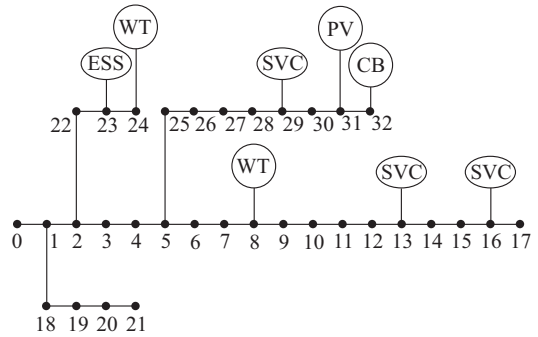 WT PV
ESS SVC CB
22 23 24 25 26 27 28 29 30 31 32
WT SVC SVC
0 1 2 3 4 5 6 7 8 9 10 11 12 13 14 15 16 17
18 19 20 21